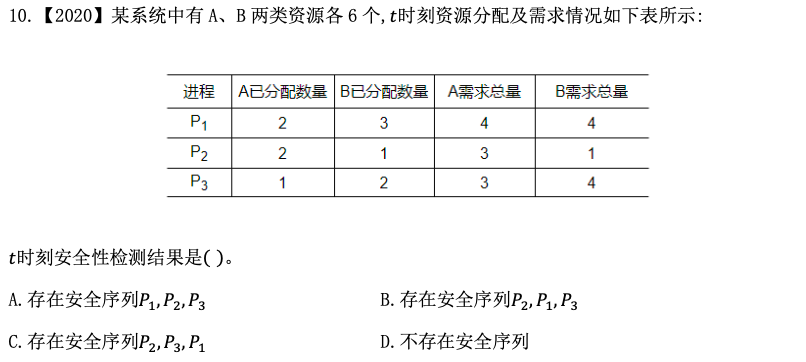 10.【2020】某系统中有 A、B 两类资源各 6 个,t时刻资源分配及需求情况如下表所示:
进程 A已分配数量 B已分配数量 A需求总量 B需求总量
P1 2 3 4 4
P2 2 1 3 1
P3 1 2 3 4
t时刻安全性检测结果是( )。
A.存在安全序列P1,P2,P3 B.存在安全序列P2,P1,P3
C.存在安全序列P2,P3,P1 D.不存在安全序列